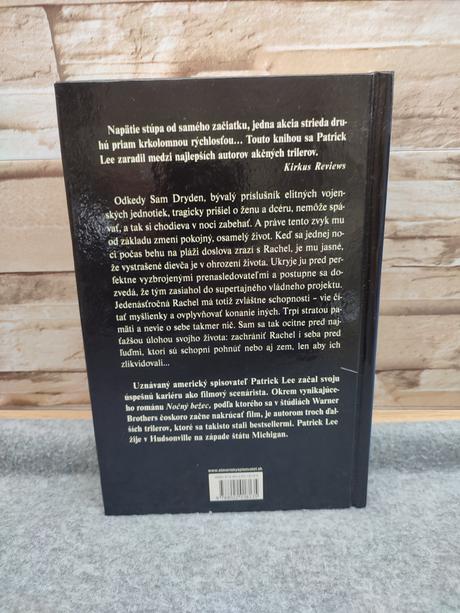 Napätie stúpa od samého začiatku, jedna akcia strieda dru-
hú priam krkolomnou rýchlosťou... Touto knihou sa Patrick
Lee zaradil medzi najlepších autorov akčných trilerov.
Kirkus Reviews
Odkedy Sam Dryden, bývalý príslušník elitných vojen-
ských jednotiek, tragicky prišiel o ženu a dcéru, nemôže spá-
vať, a tak si chodieva v noci zabehať. A práve tento zvyk mu
od základu zmení pokojný, osamelý život. Keď sa jednej no-
ci počas behu na pláži doslova zrazí s Rachel, je mu jasné,
že vystrašené dievča je v ohrození života. Ukryje ju pred per-
fektne vyzbrojenými prenasledovateľmi a postupne sa do-
zvedá, že tým zasiahol do supertajného vládneho projektu.
Jedenásťročná Rachel má totiž zvláštne schopnosti – vie čí-
tať myšlienky a ovplyvňovať konanie iných. Trpí stratou pa-
mäti a nevie o sebe takmer nič. Sam sa tak ocitne pred naj-
ťažšou úlohou svojho života: zachrániť Rachel i seba pred
ľuďmi, ktorí sú schopní pohnúť nebo aj zem, len aby ich
zlikvidovali...
Uznávaný americký spisovateľ Patrick Lee začal svoju
úspešnú kariéru ako filmový scenárista. Okrem vynikajúce-
ho románu Nočný bežec, podľa ktorého sa v štúdiách Warner
Brothers čoskoro začne nakrúcať film, je autorom troch ďal-
ších trilerov, ktoré sa takisto stali bestsellermi. Patrick Lee
žije v Hudsonville na západe štátu Michigan.
www.slovenskyspisovatel.sk